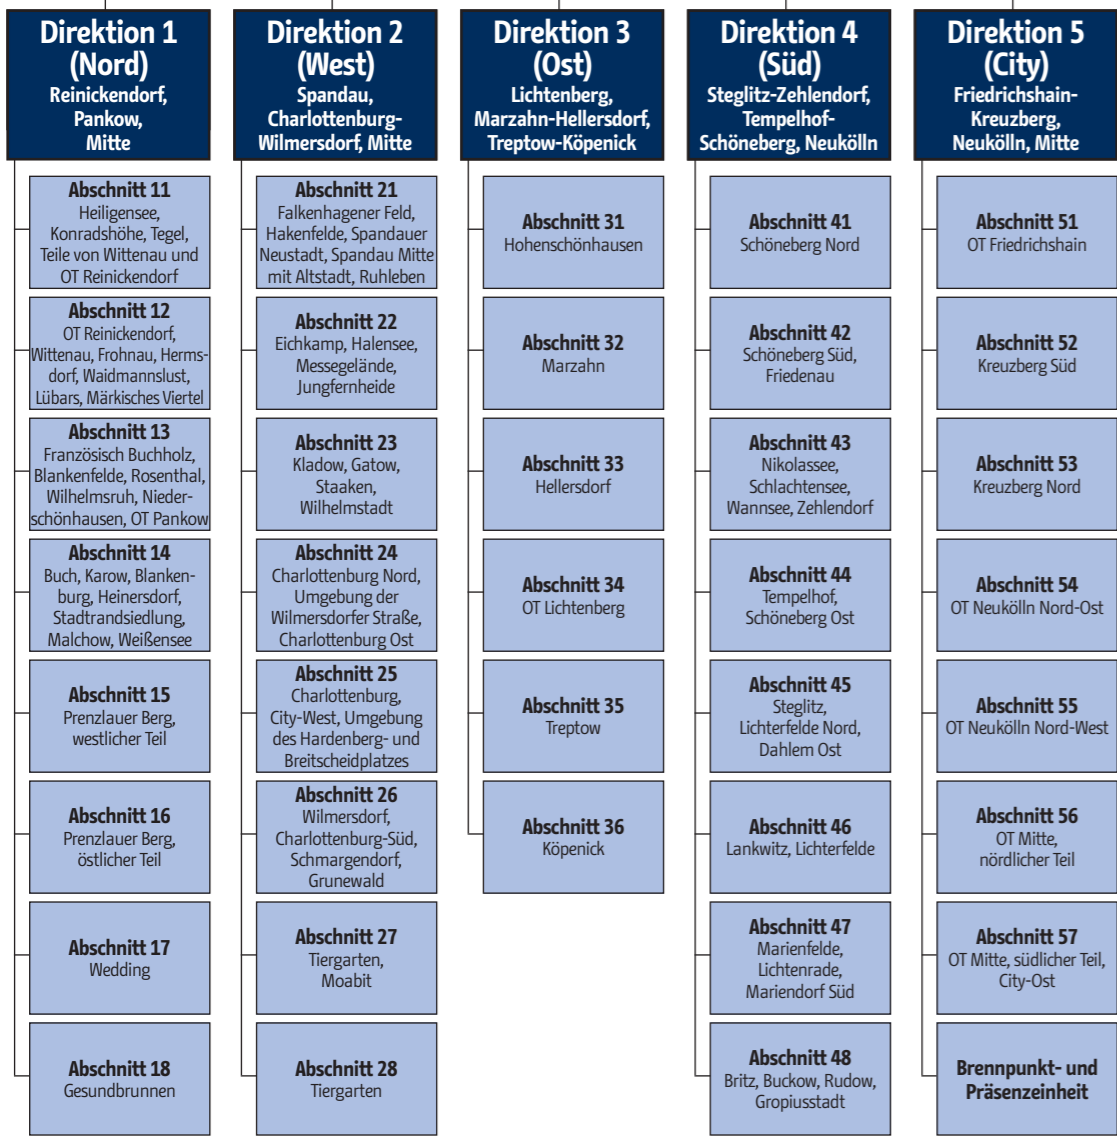 Direktion 1
(Nord)
Reinickendorf,
Pankow,
Mitte
Abschnitt 11
Heiligensee,
Konradshöhe, Tegel,
Teile von Wittenau und
OT Reinickendorf
Abschnitt 12
OT Reinickendorf,
Wittenau, Frohnau, Herms-
dorf, Waidmannslust,
Lübars, Märkisches Viertel
Abschnitt 13
Französisch Buchholz,
Blankenfelde, Rosenthal,
Wilhelmsruh, Nieder-
schönhausen, OT Pankow
Abschnitt 14
Buch, Karow, Blanken-
burg, Heinersdorf,
Stadtrandsiedlung,
Malchow, Weißensee
Abschnitt 15
Prenzlauer Berg,
westlicher Teil
Abschnitt 16
Prenzlauer Berg,
östlicher Teil
Abschnitt 17
Wedding
Abschnitt 18
Gesundbrunnen
Direktion 2
(West)
Spandau,
Charlottenburg-
Wilmersdorf, Mitte
Abschnitt 21
Falkenhagener Feld,
Hakenfelde, Spandauer
Neustadt, Spandau Mitte
mit Altstadt, Ruhleben
Abschnitt 22
Eichkamp, Halensee,
Messegelände,
Jungfernheide
Abschnitt 23
Kladow, Gatow,
Staaken,
Wilhelmstadt
Abschnitt 24
Charlottenburg Nord,
Umgebung der
Wilmersdorfer Straße,
Charlottenburg Ost
Abschnitt 25
Charlottenburg,
City-West, Umgebung
des Hardenberg- und
Breitscheidplatzes
Abschnitt 26
Wilmersdorf,
Charlottenburg-Süd,
Schmargendorf,
Grunewald
Abschnitt 27
Tiergarten,
Moabit
Abschnitt 28
Tiergarten
Direktion 3
(Ost)
Lichtenberg,
Marzahn-Hellersdorf,
Treptow-Köpenick
Abschnitt 31
Hohenschönhausen
Abschnitt 32
Marzahn
Abschnitt 33
Hellersdorf
Abschnitt 34
OT Lichtenberg
Abschnitt 35
Treptow
Abschnitt 36
Köpenick
Direktion 4
(Süd)
Steglitz-Zehlendorf,
Tempelhof-
Schöneberg, Neukölln
Abschnitt 41
Schöneberg Nord
Abschnitt 42
Schöneberg Süd,
Friedenau
Abschnitt 43
Nikolassee,
Schlachtensee,
Wannsee, Zehlendorf
Abschnitt 44
Tempelhof,
Schöneberg Ost
Abschnitt 45
Steglitz,
Lichterfelde Nord,
Dahlem Ost
Abschnitt 46
Lankwitz, Lichterfelde
Abschnitt 47
Marienfelde,
Lichtenrade,
Mariendorf Süd
Abschnitt 48
Britz, Buckow, Rudow,
Gropiusstadt
Direktion 5
(City)
Friedrichshain-
Kreuzberg,
Neukölln, Mitte
Abschnitt 51
OT Friedrichshain
Abschnitt 52
Kreuzberg Süd
Abschnitt 53
Kreuzberg Nord
Abschnitt 54
OT Neukölln Nord-Ost
Abschnitt 55
OT Neukölln Nord-West
Abschnitt 56
OT Mitte,
nördlicher Teil
Abschnitt 57
OT Mitte, südlicher Teil,
City-Ost
Brennpunkt- und
Präsenzeinheit